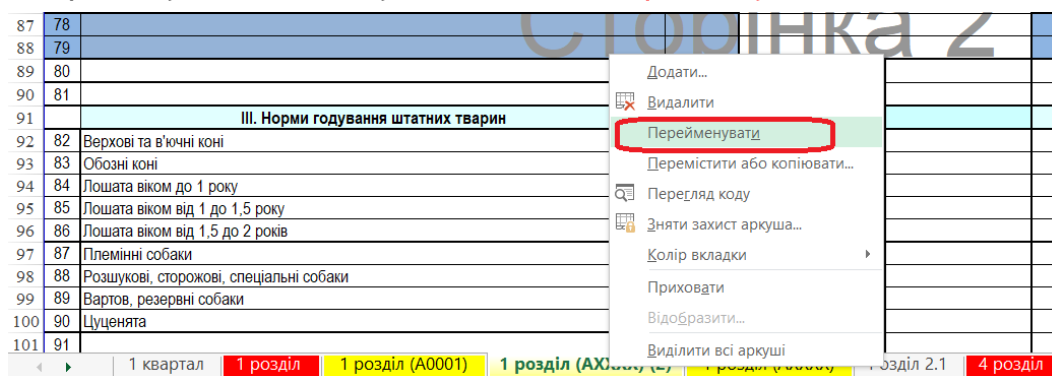 87 78
88 79
Сторінка 2
89 80
90 81
91 III. Норми годування штатних тварин
92 82 Верхові та в'ючні коні
93 83 Обозні коні
94 84 Лошата віком до 1 року
95 85 Лошата віком від 1 до 1,5 року
96 86 Лошата віком від 1,5 до 2 років
97 87 Племінні собаки
98 88 Розшукові, сторожові, спеціальні собаки
99 89 Вартов, резервні собаки
100 90 Цуценята
101 91
Додати...
Видалити
Перейменувати
Перемістити або копіювати...
Перегляд коду
Зняти захист аркуша...
Колір вкладки
Приховати
Відобразити...
Виділити всі аркуші
1 квартал 1 розділ 1 розділ (А0001) 1 розділ 2.1 4 розділ